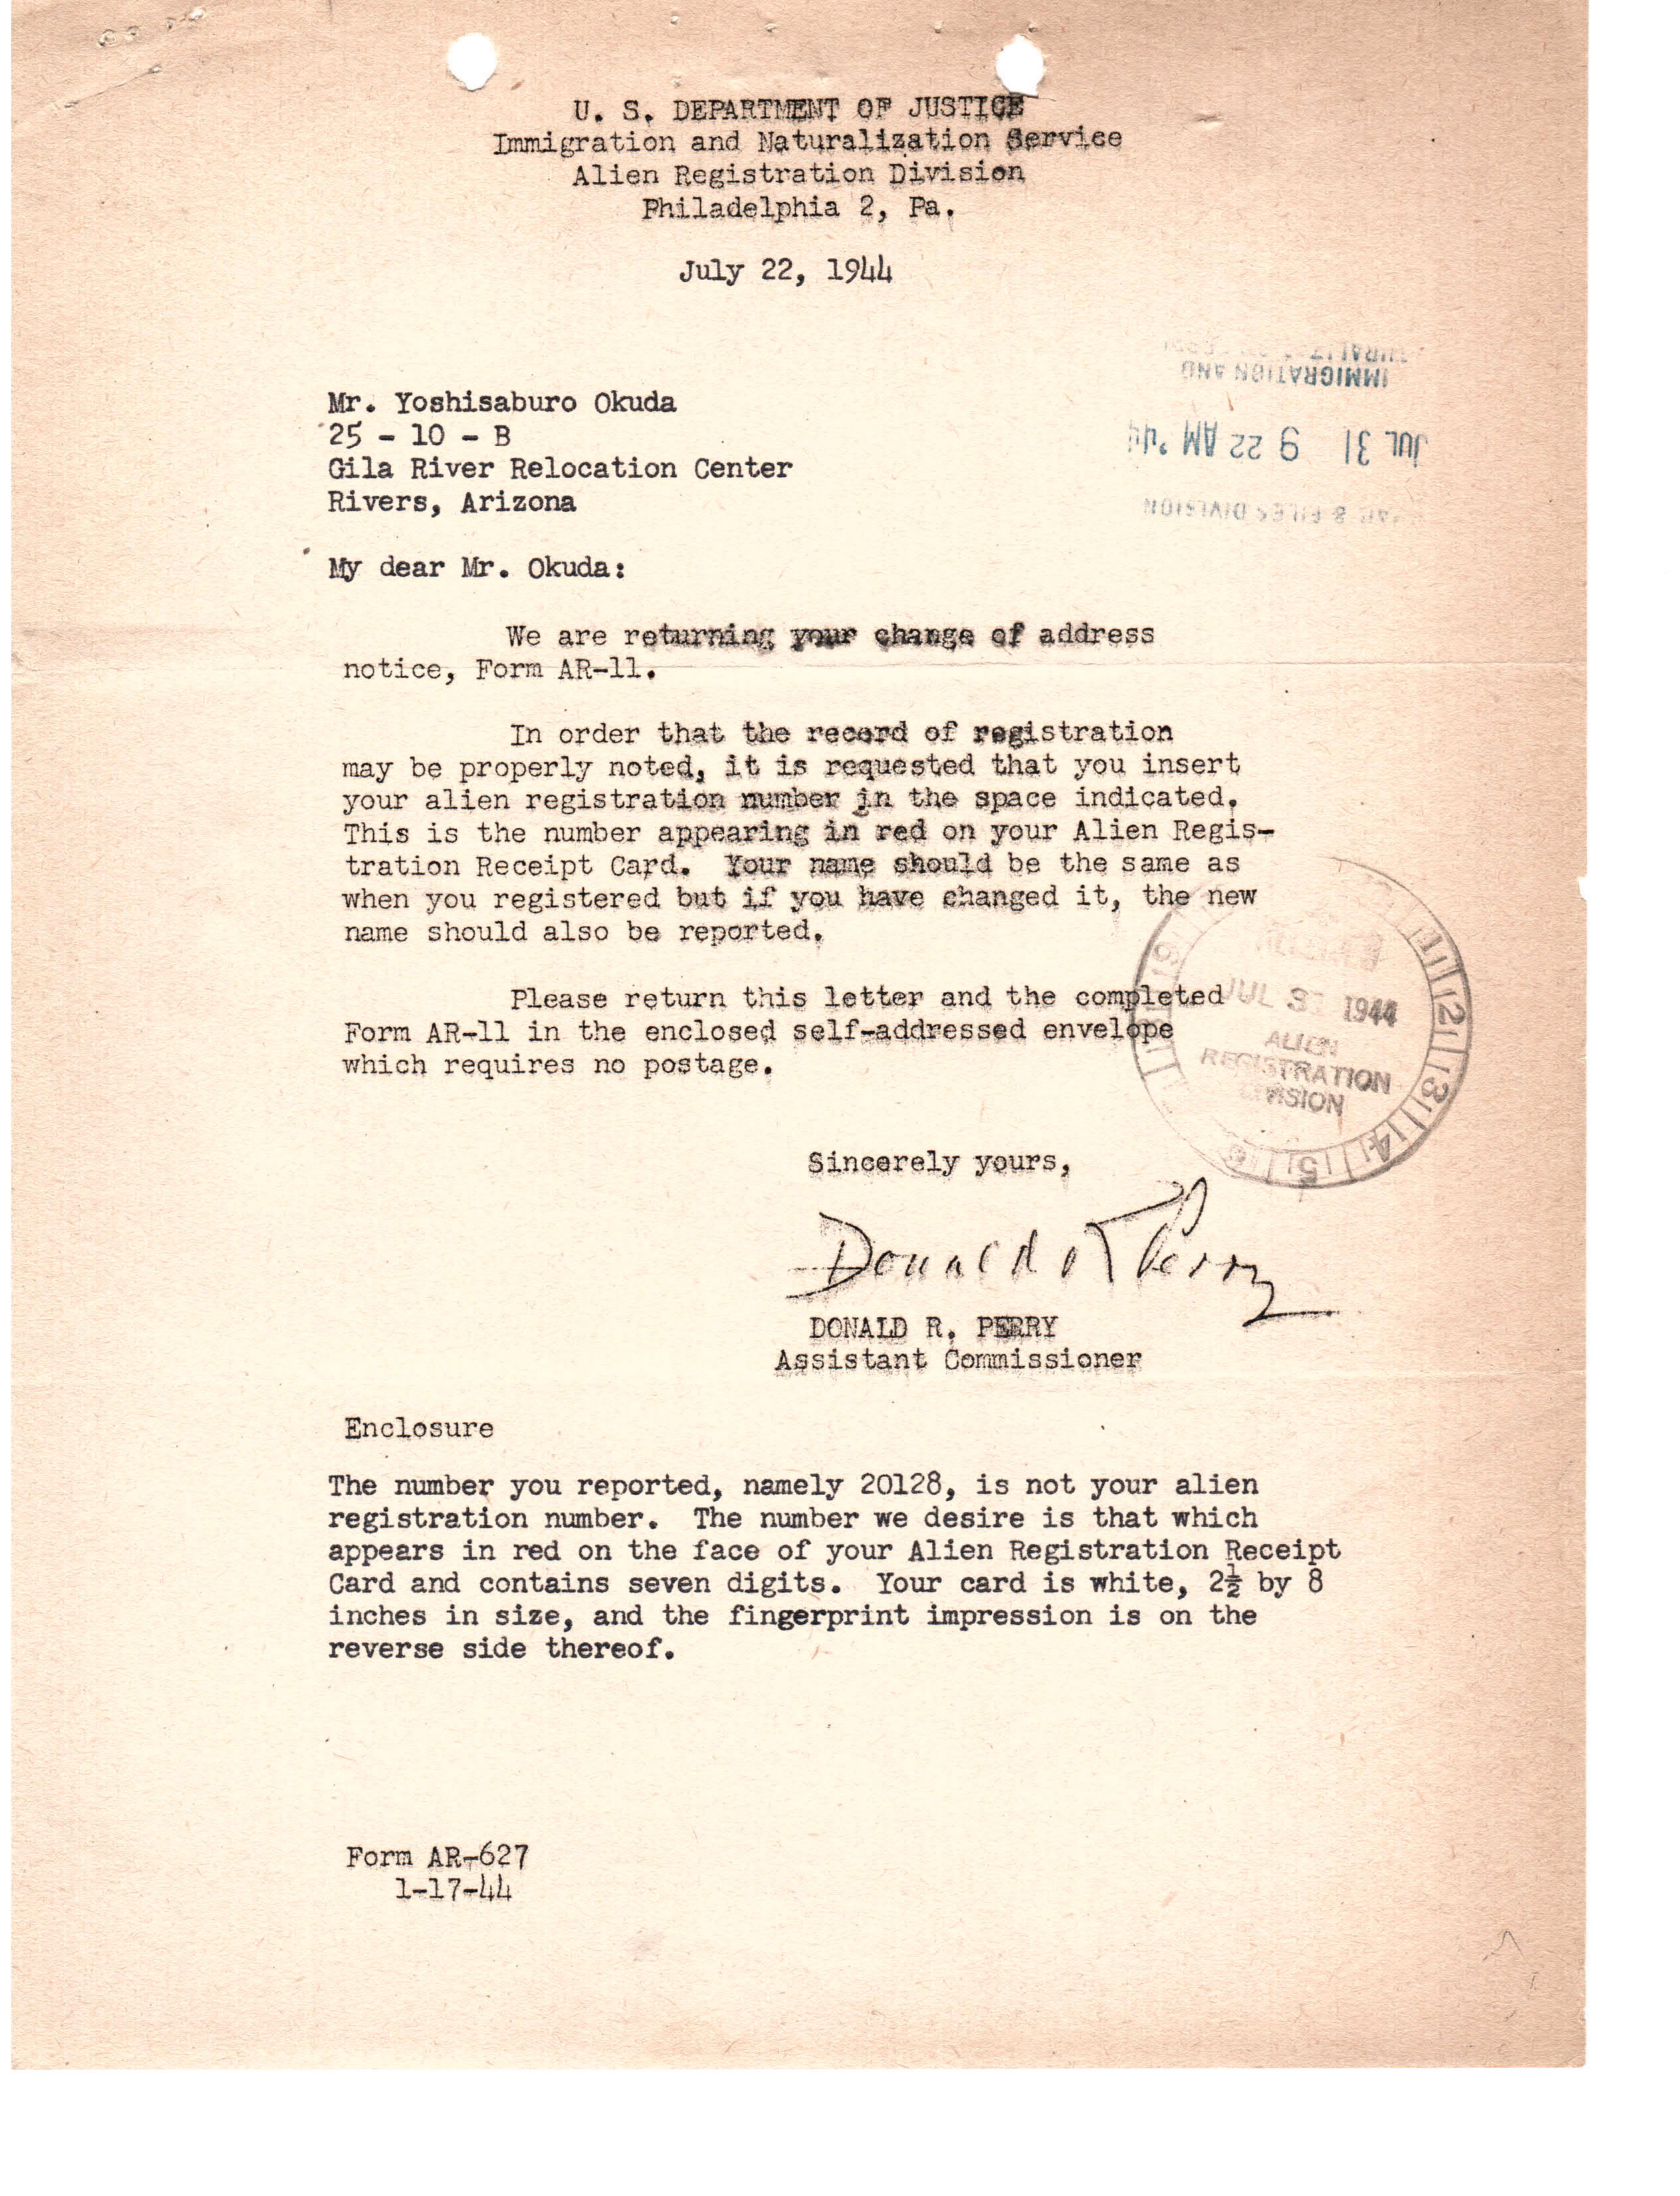 U. S. DEPARTMENT OF JUSTICE
Immigration and Naturalization Service
Alien Registration Division
Philadelphia 2, Pa.
July 22, 1944
IMMIGRATION AND
JUL 31 9 22 AM '44
& FILES DIVISION
Mr. Yoshisaburo Okuda
25 - 10 - B
Gila River Relocation Center
Rivers, Arizona
My dear Mr. Okuda:
We are returning your change of address
notice, Form AR-11.
In order that the record of registration
may be properly noted, it is requested that you insert
your alien registration number in the space indicated.
This is the number appearing in red on your Alien Regis-
tration Receipt Card. Your name should be the same as
when you registered but if you have changed it, the new
name should also be reported.
Please return this letter and the completed
Form AR-11 in the enclosed self-addressed envelope
which requires no postage.
JUL 1944
ALIEN
REGISTRATION
DIVISION
11 12 1 2 3 4 5 6
Sincerely yours,
Donald R Perry
DONALD R. PERRY
Assistant Commissioner
Enclosure
The number you reported, namely 20128, is not your alien
registration number. The number we desire is that which
appears in red on the face of your Alien Registration Receipt
Card and contains seven digits. Your card is white, 2½ by 8
inches in size, and the fingerprint impression is on the
reverse side thereof.
Form AR-627
1-17-44